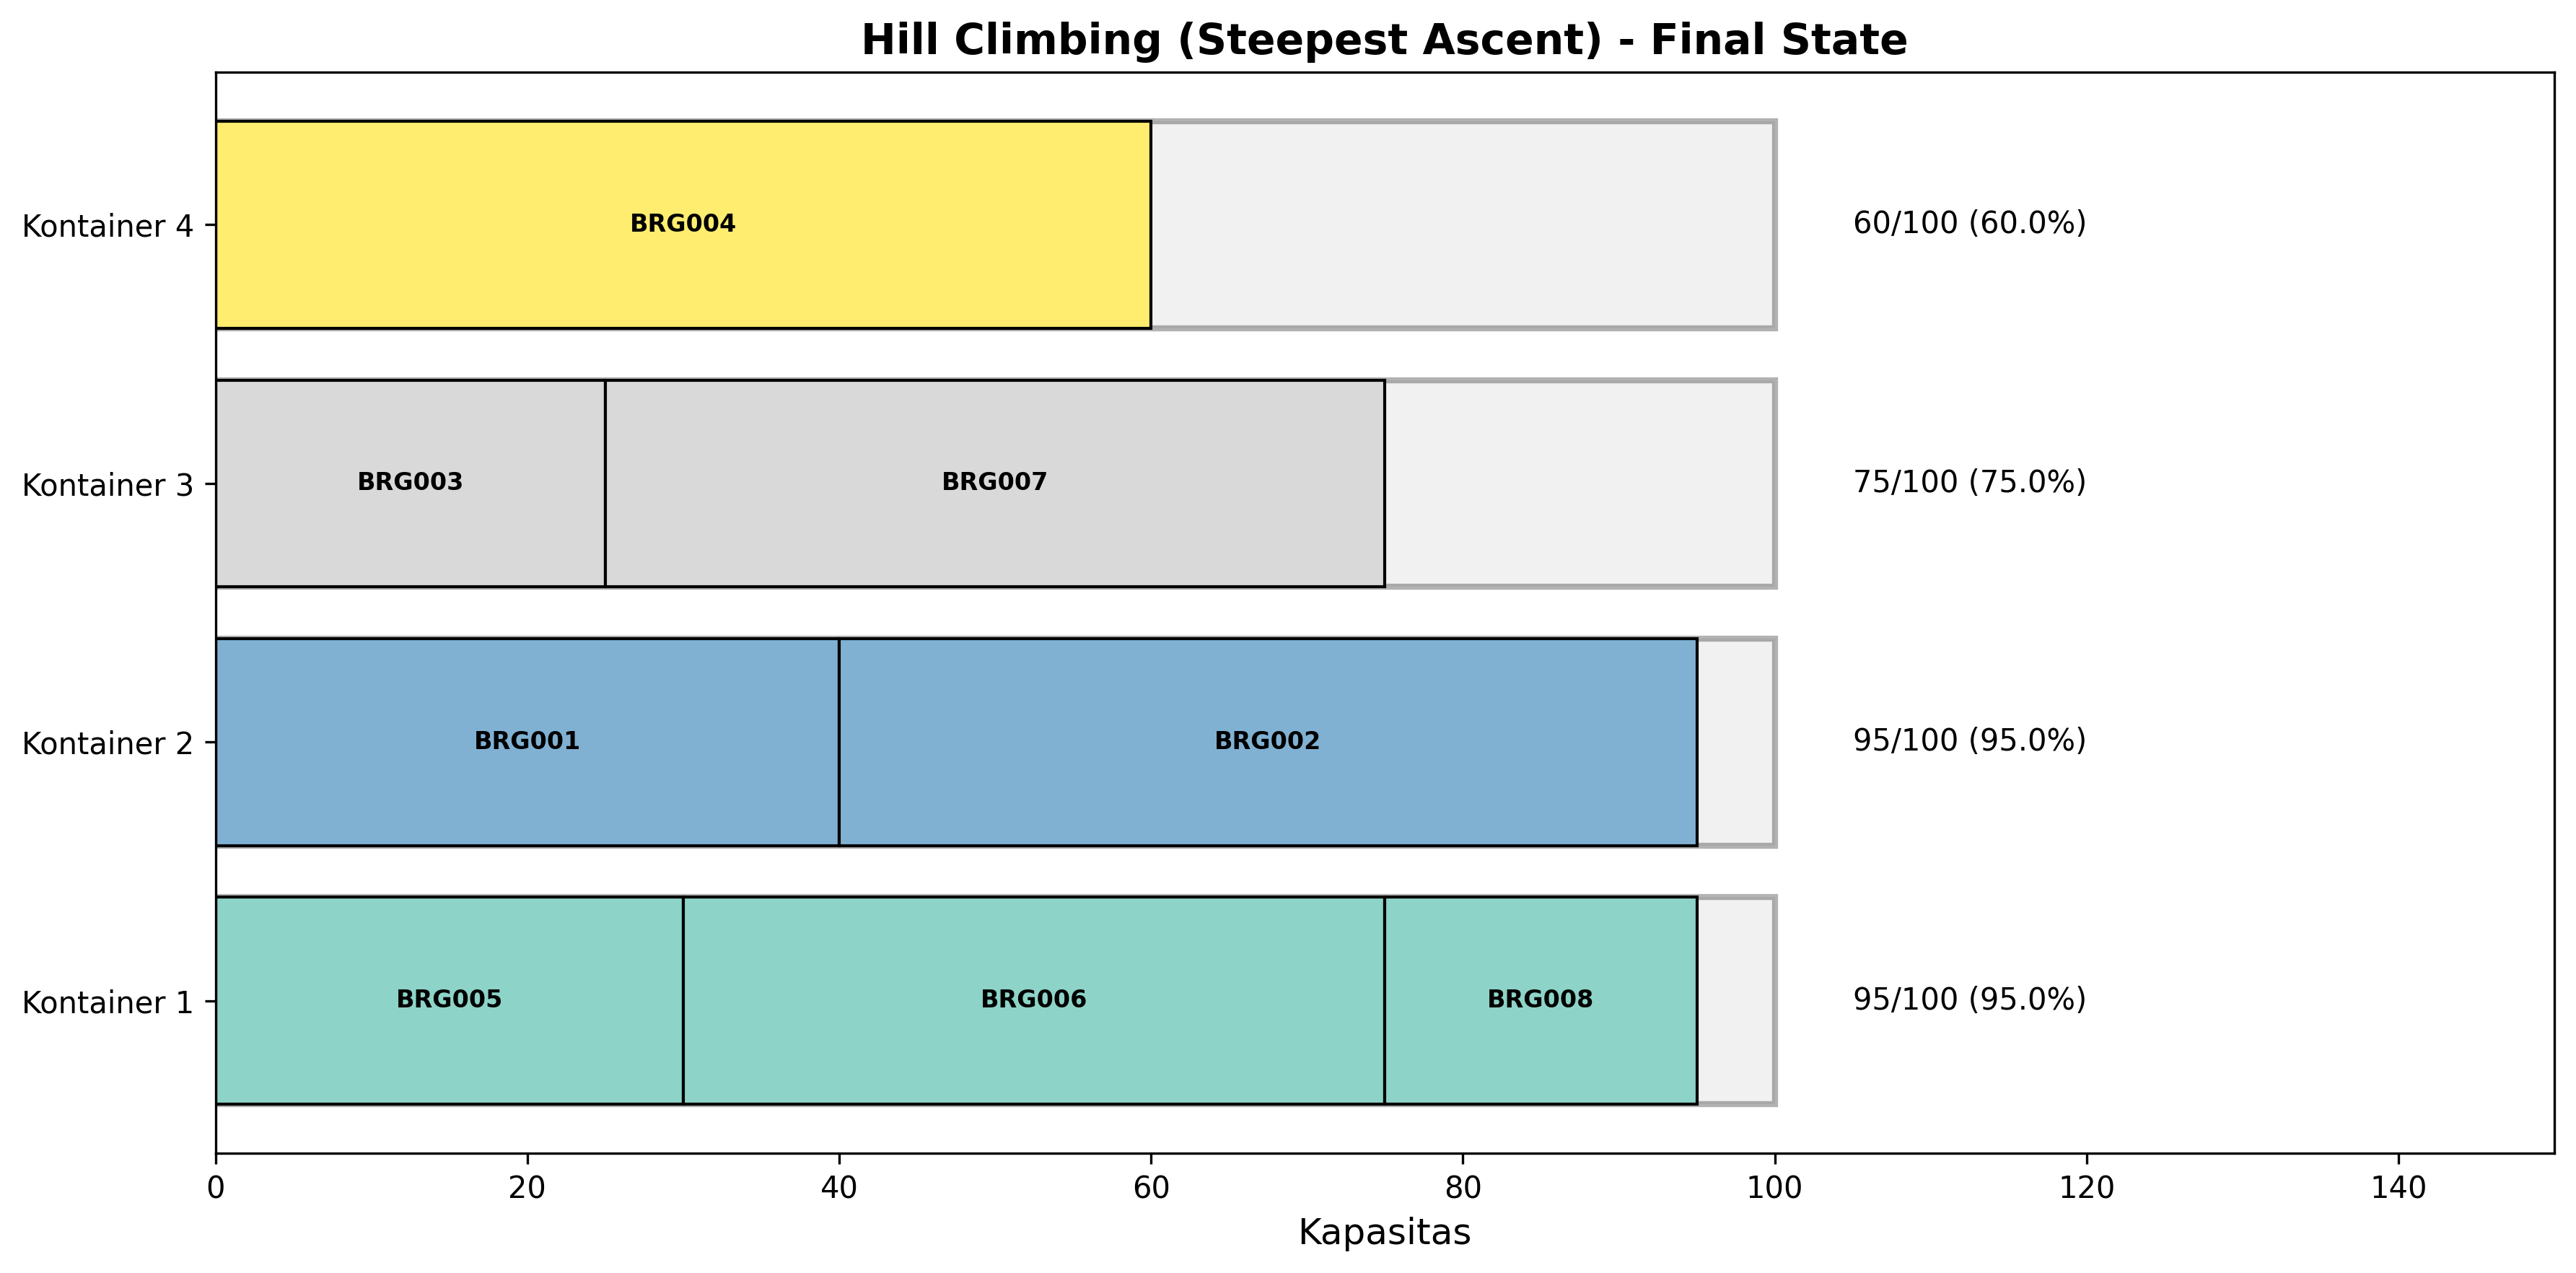 Hill Climbing (Steepest Ascent) - Final State
Kontainer 4
BRG004
60/100 (60.0%)
Kontainer 3
BRG003
BRG007
75/100 (75.0%)
Kontainer 2
BRG001
BRG002
95/100 (95.0%)
Kontainer 1
BRG005
BRG006
BRG008
95/100 (95.0%)
0 20 40 60 80 100 120 140
Kapasitas